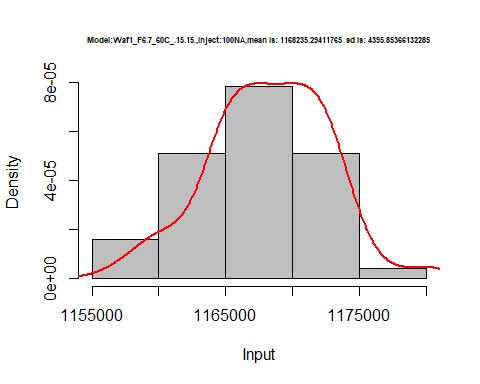 Model:Waf1_F6.7_60C_.15.15_Inject:100NA,mean is: 1168235.29411765 sd is: 4395.85366132285
8e-05
4e-05
0e+00
Density
1155000 1165000 1175000
Input